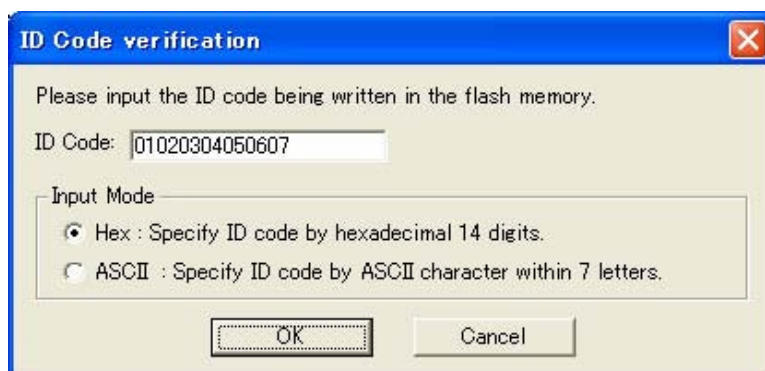 ID Code verification
Please input the ID code being written in the flash memory.
ID Code: 01020304050607
Input Mode
Hex : Specify ID code by hexadecimal 14 digits.
ASCII : Specify ID code by ASCII character within 7 letters.
OK Cancel